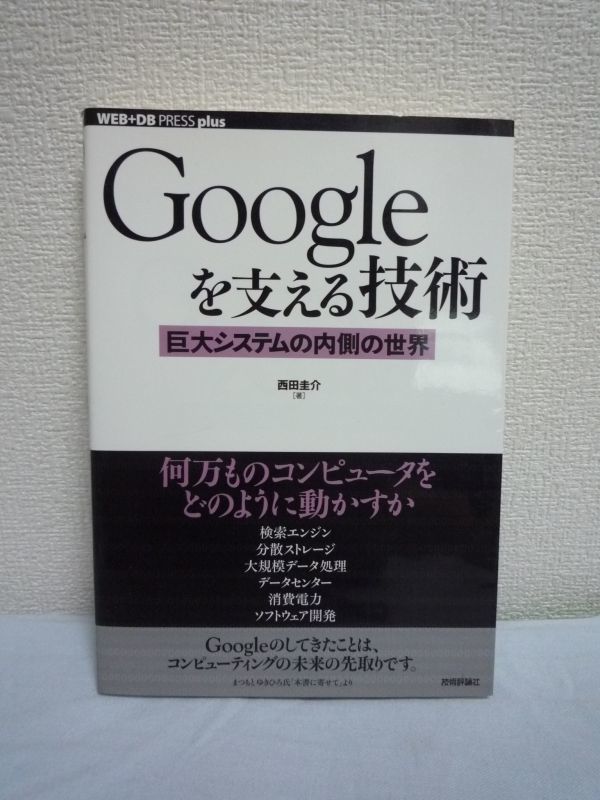 WEB+DB PRESS plus
Google
を支える技術
巨大システムの内側の世界
西田圭介
[著]
何万ものコンピュータを
どのように動かすか
検索エンジン
分散ストレージ
大規模データ処理
データセンター
消費電力
ソフトウェア開発
Googleのしてきたことは、
コンピューティングの未来の先取りです。
まつもとゆきひろ氏「本書に寄せて」より
技術評論社